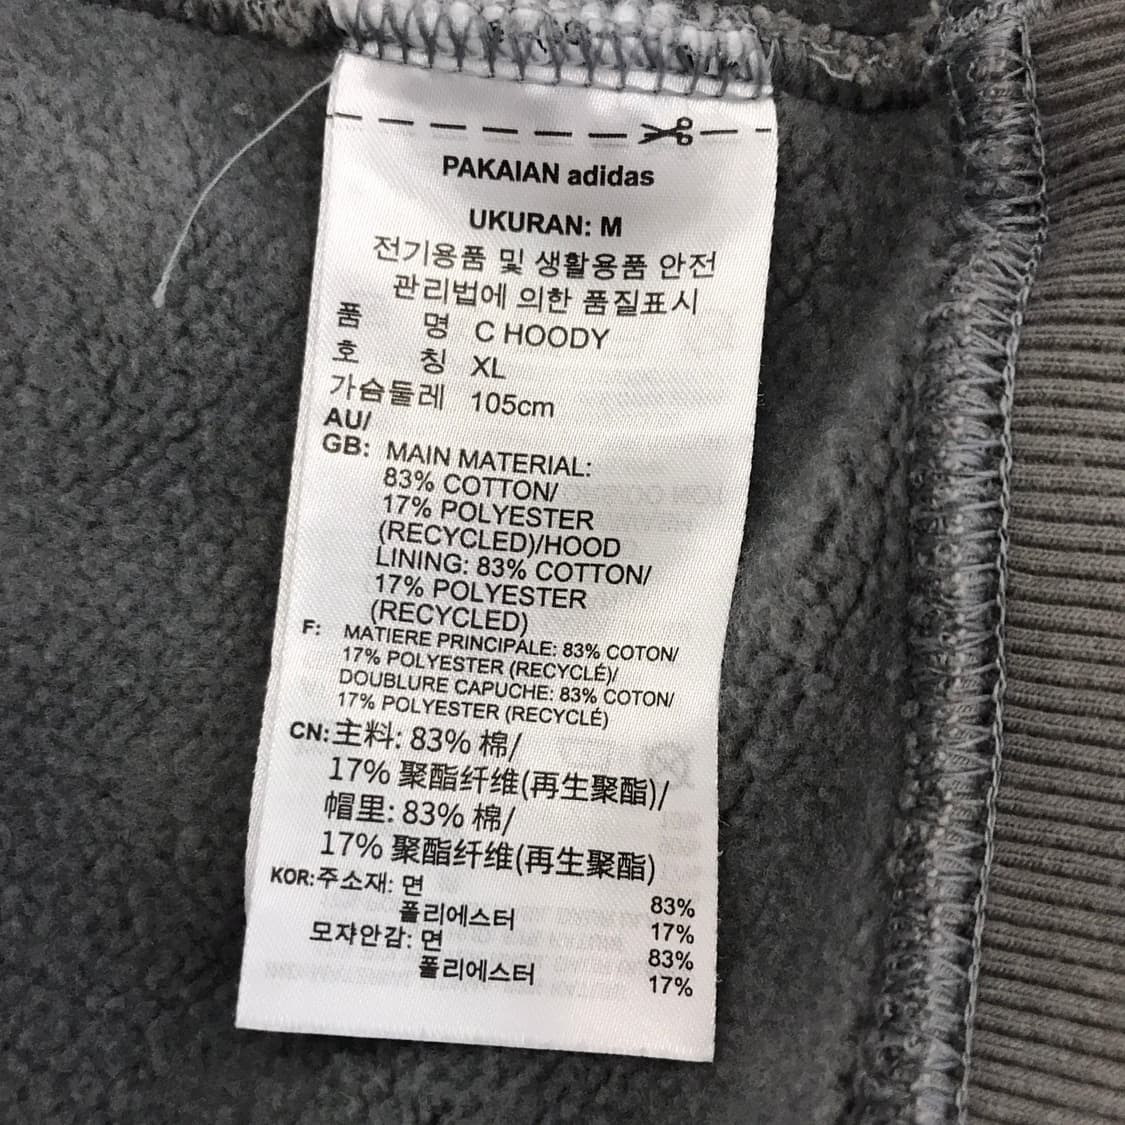 PAKAIAN adidas
UKURAN: M
전기용품 및 생활용품 안전
관리법에 의한 품질표시
품 명 C HOODY
호 칭 XL
가슴둘레 105cm
AU/
GB: MAIN MATERIAL:
83% COTTON/
17% POLYESTER
(RECYCLED)/HOOD
LINING: 83% COTTON/
17% POLYESTER
(RECYCLED)
F: MATIERE PRINCIPALE: 83% COTON/
17% POLYESTER (RECYCLÉ)/
DOUBLURE CAPUCHE: 83% COTON/
17% POLYESTER (RECYCLÉ)
CN: 主料: 83% 棉/
17% 聚酯纤维(再生聚酯)/
帽里: 83% 棉/
17% 聚酯纤维(再生聚酯)
KOR: 주소재: 면 83%
폴리에스터 17%
모쟈안감: 면 83%
폴리에스터 17%